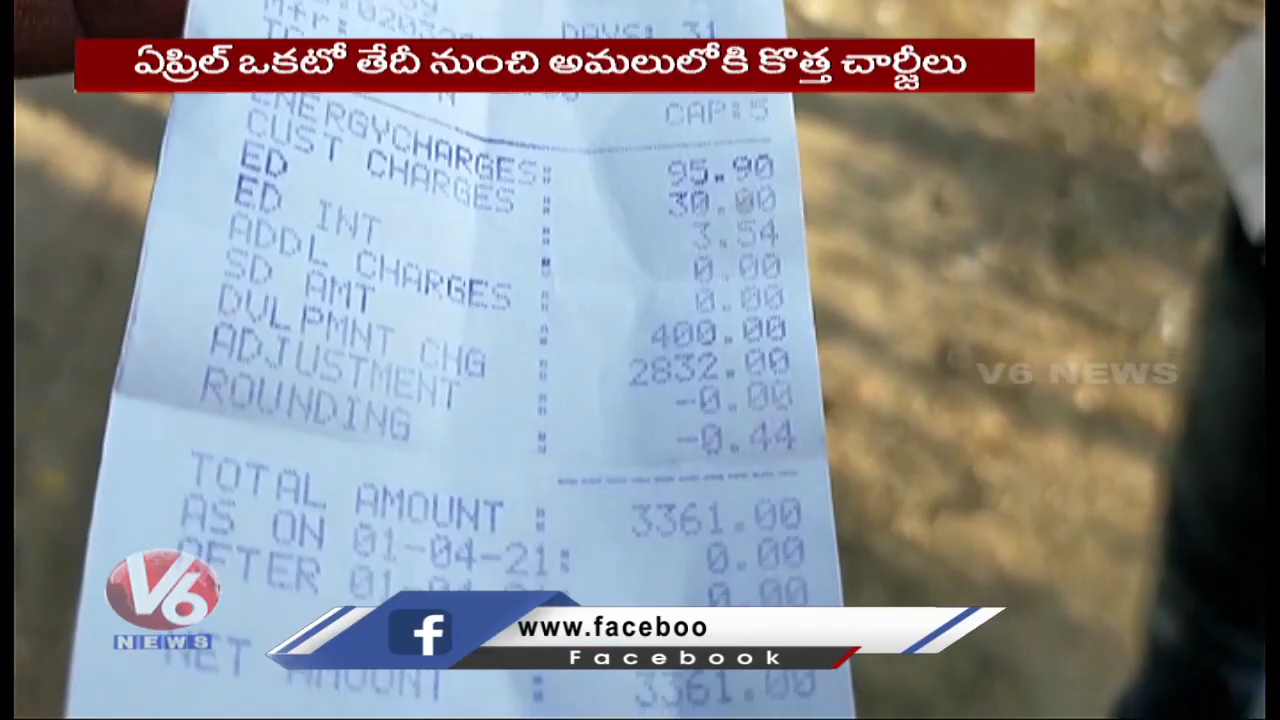 DAYS: 31
ఏప్రిల్ ఒకటో తేదీ నుంచి అమలులోకి కొత్త చార్జీలు
CAP:5
ENERGYCHARGES: 95.90
CUST CHARGES : 30.00
ED : 3.54
ED INT : 0.00
ADDL CHARGES : 0.00
SD AMT : 400.00
DVLPMNT CHG : 2832.00
ADJUSTMENT : -0.00
ROUNDING : -0.44
TOTAL AMOUNT : 3361.00
AS ON 01-04-21: 0.00
AFTER 0.00
NET AMOUNT : 3361.00
V6 NEWS
V6
NEWS
www.faceboo
Facebook